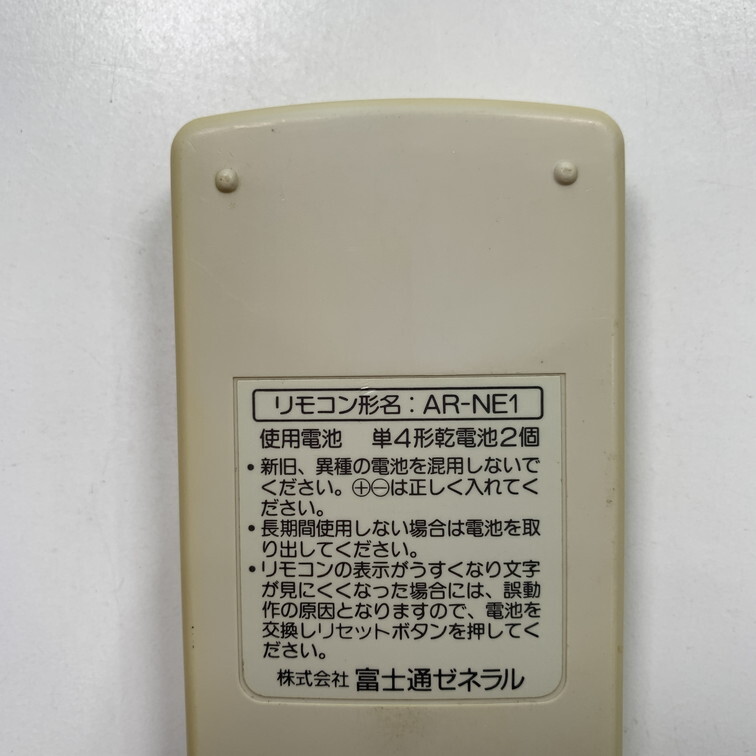 リモコン形名：AR-NE1
使用電池　単4形乾電池2個
•新旧、異種の電池を混用しないで
ください。⊕⊖は正しく入れてく
ださい。
•長期間使用しない場合は電池を取
り出してください。
•リモコンの表示がうすくなり文字
が見にくくなった場合には、誤動
作の原因となりますので、電池を
交換しリセットボタンを押してく
ださい。
株式会社 富士通ゼネラル